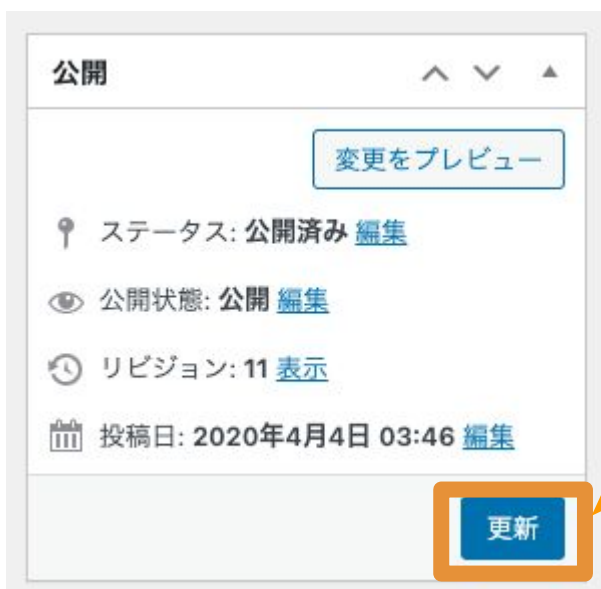 公開
変更をプレビュー
ステータス: 公開済み 編集
公開状態: 公開 編集
リビジョン: 11 表示
投稿日: 2020年4月4日 03:46 編集
更新